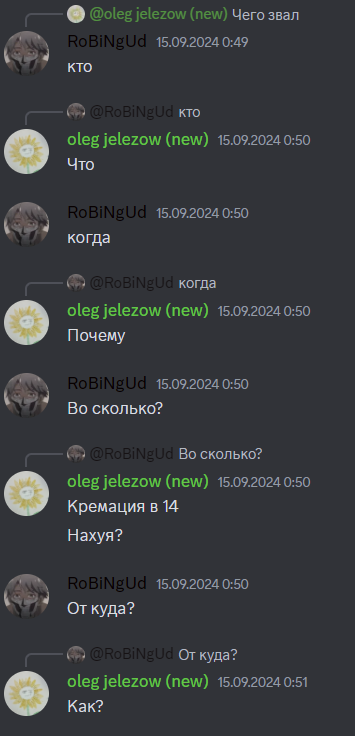 @oleg jelezow (new) Чего звал
RoBiNgUd 15.09.2024 0:49
кто
@RoBiNgUd кто
oleg jelezow (new) 15.09.2024 0:50
Что
RoBiNgUd 15.09.2024 0:50
когда
@RoBiNgUd когда
oleg jelezow (new) 15.09.2024 0:50
Почему
RoBiNgUd 15.09.2024 0:50
Во сколько?
@RoBiNgUd Во сколько?
oleg jelezow (new) 15.09.2024 0:50
Кремация в 14
Нахуя?
RoBiNgUd 15.09.2024 0:50
От куда?
@RoBiNgUd От куда?
oleg jelezow (new) 15.09.2024 0:51
Как?